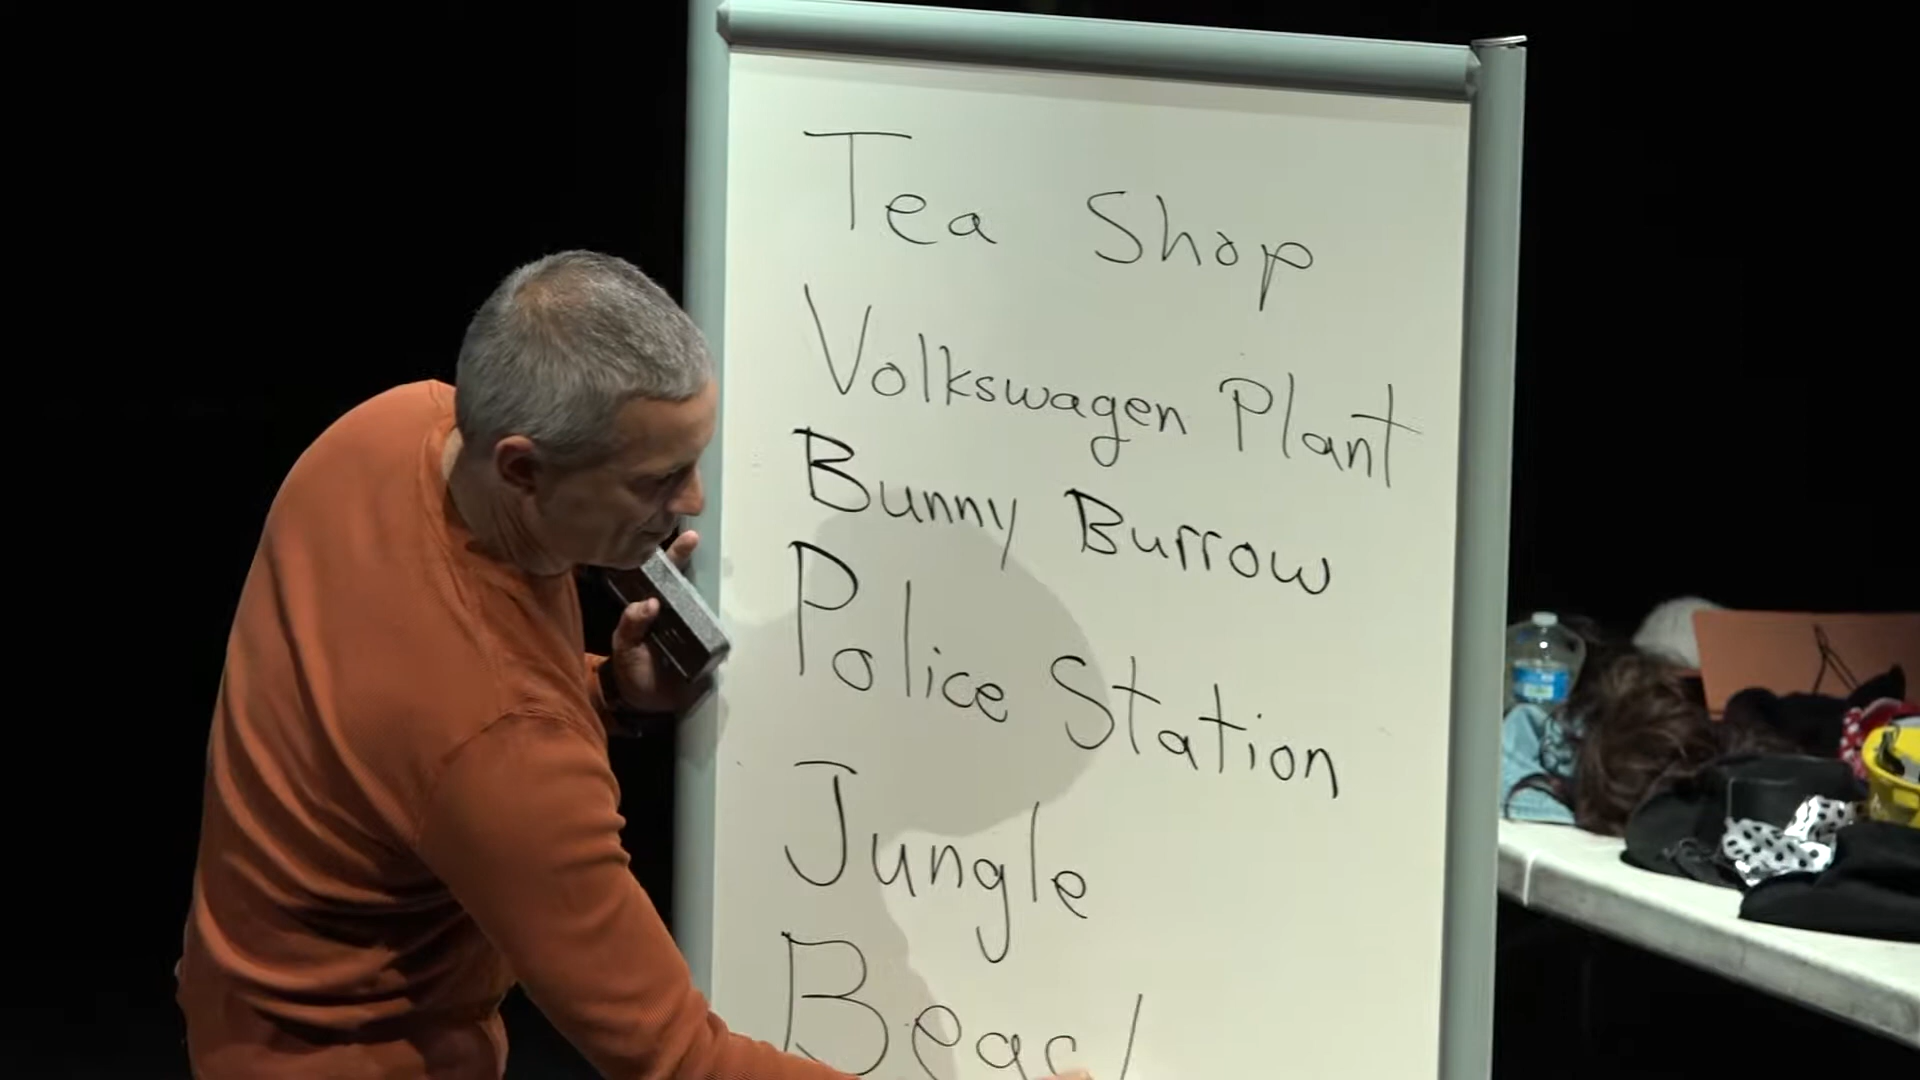 Tea Shop
Volkswagen Plant
Bunny Burrow
Police Station
Jungle